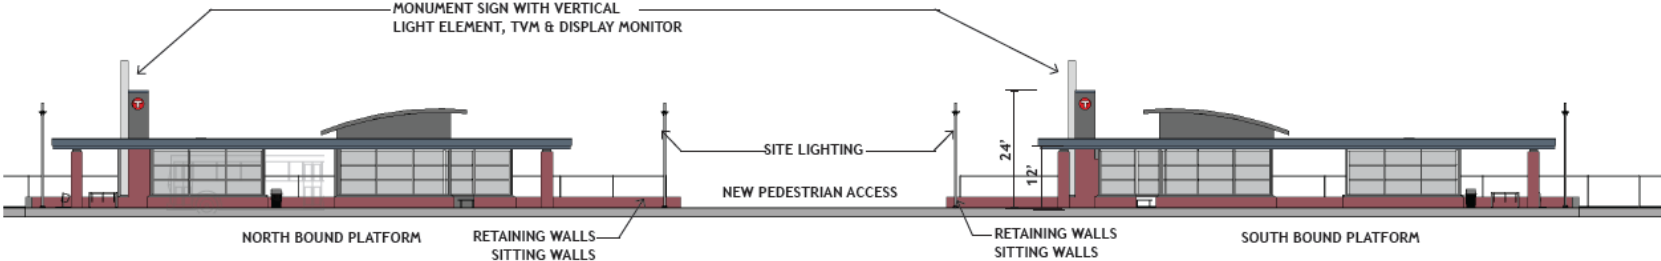 MONUMENT SIGN WITH VERTICAL
LIGHT ELEMENT, TVM & DISPLAY MONITOR
T
T
24'
12'
SITE LIGHTING
NEW PEDESTRIAN ACCESS
NORTH BOUND PLATFORM
RETAINING WALLS
SITTING WALLS
RETAINING WALLS
SITTING WALLS
SOUTH BOUND PLATFORM